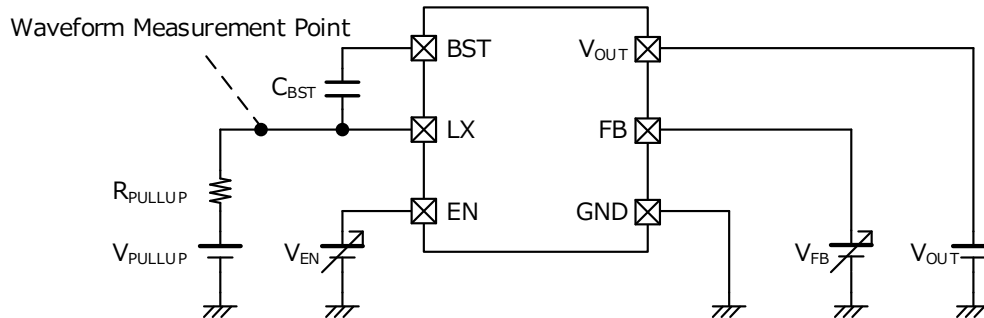 Waveform Measurement Point
BST
VOUT
CBST
LX
FB
RPULLUP
EN
GND
VPULLUP
VEN
VFB
VOUT